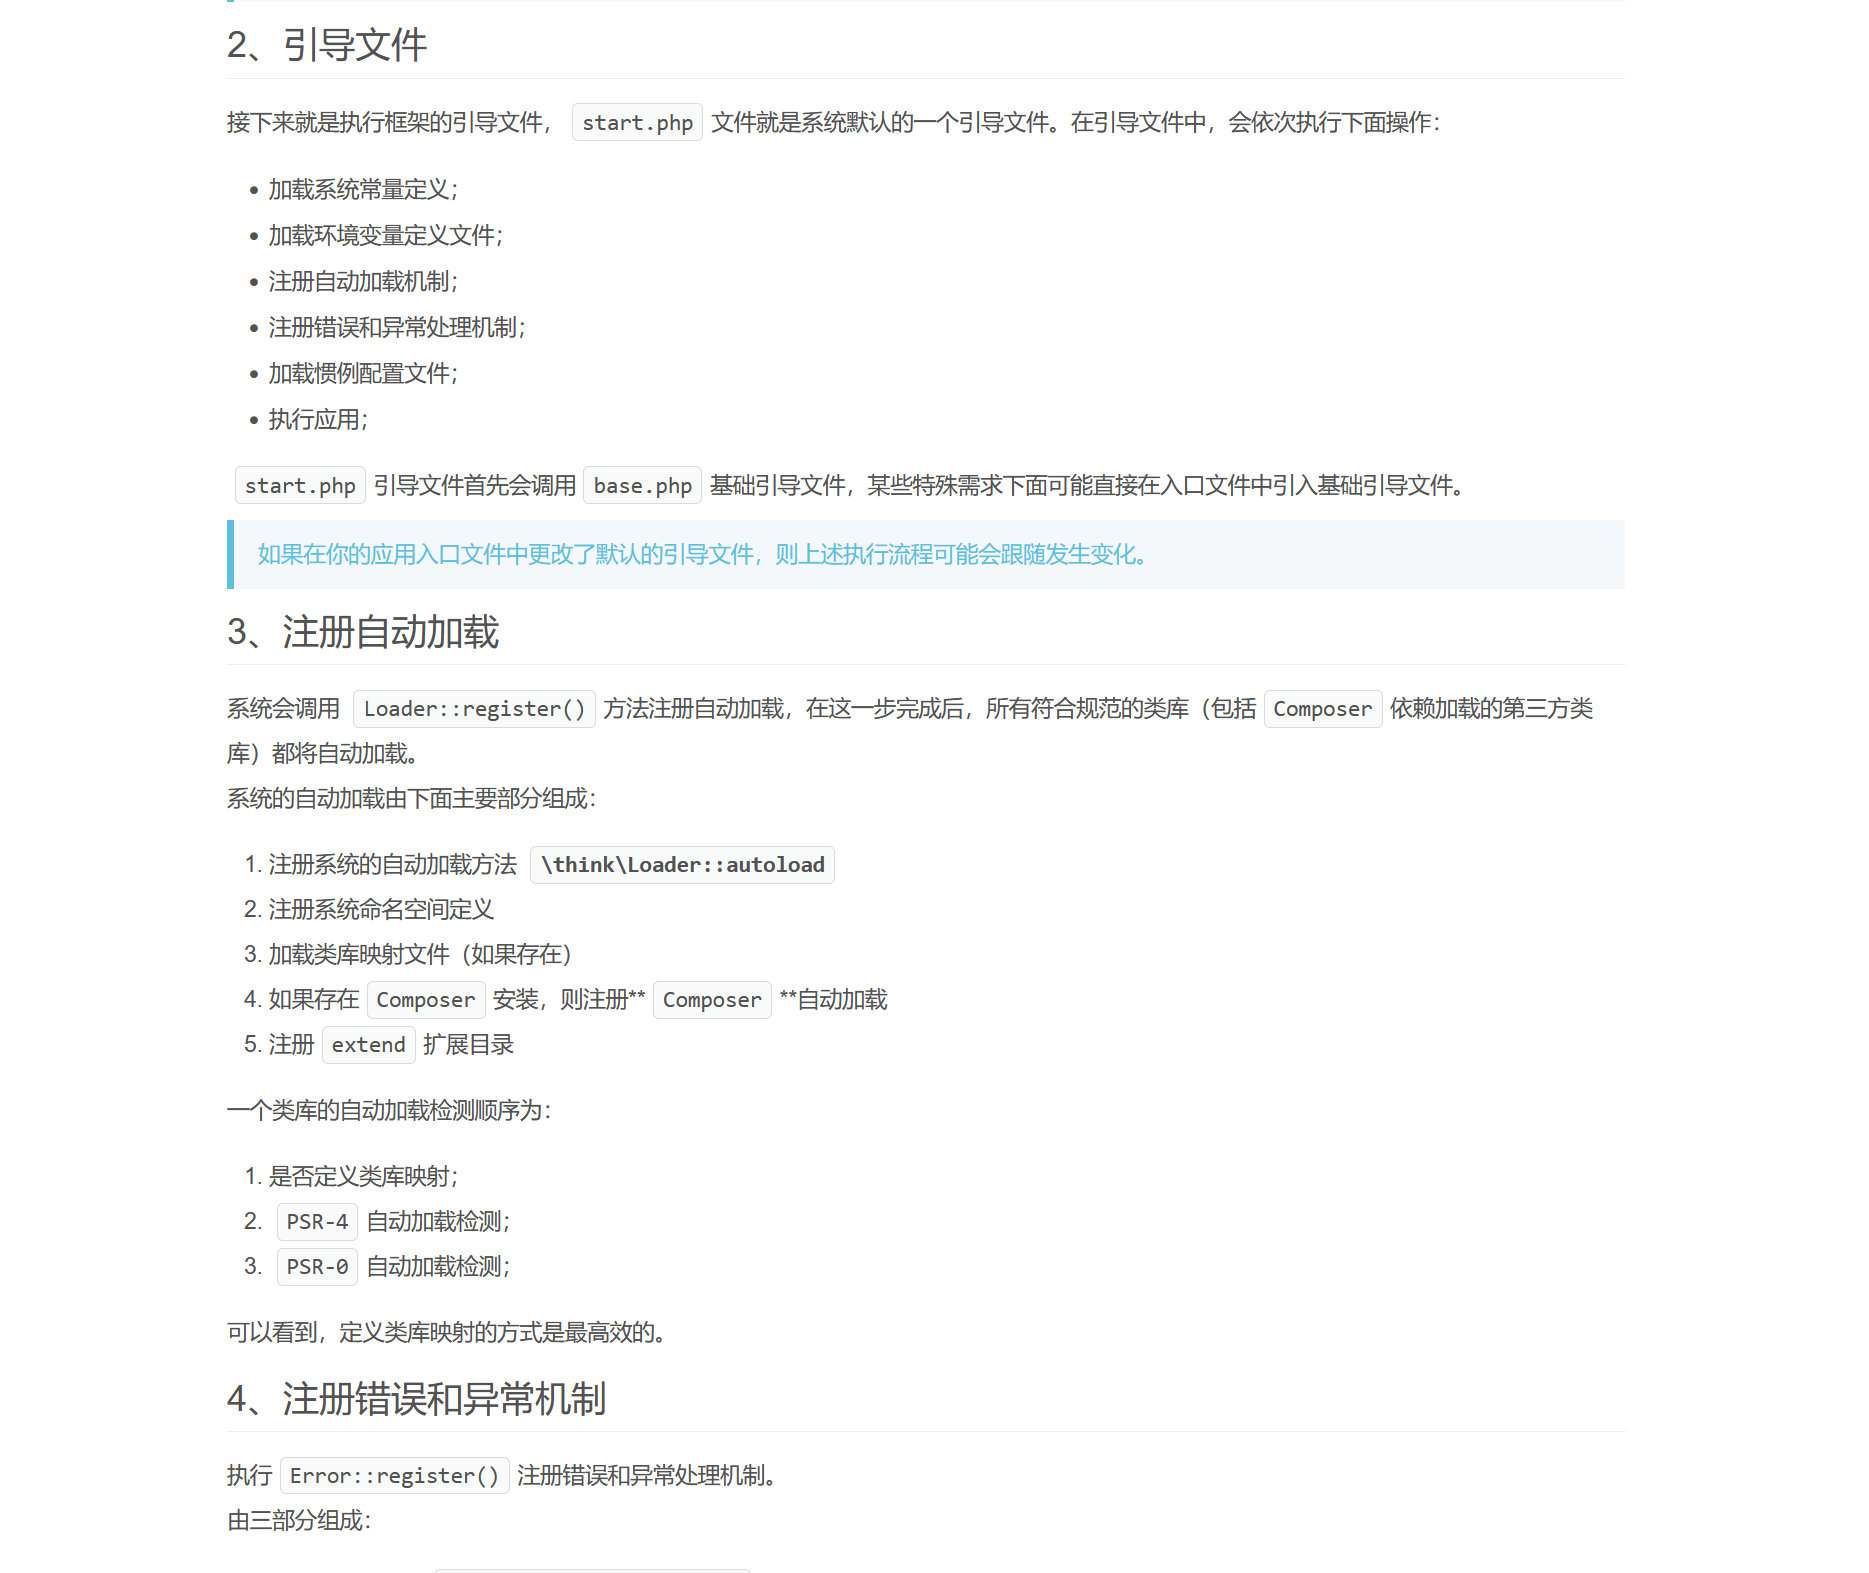 2、引导文件
接下来就是执行框架的引导文件， start.php 文件就是系统默认的一个引导文件。在引导文件中，会依次执行下面操作：
• 加载系统常量定义；
• 加载环境变量定义文件；
• 注册自动加载机制；
• 注册错误和异常处理机制；
• 加载惯例配置文件；
• 执行应用；
start.php 引导文件首先会调用 base.php 基础引导文件，某些特殊需求下面可能直接在入口文件中引入基础引导文件。
如果在你的应用入口文件中更改了默认的引导文件，则上述执行流程可能会跟随发生变化。
3、注册自动加载
系统会调用 Loader::register() 方法注册自动加载，在这一步完成后，所有符合规范的类库（包括 Composer 依赖加载的第三方类
库）都将自动加载。
系统的自动加载由下面主要部分组成：
1. 注册系统的自动加载方法 \think\Loader::autoload
2. 注册系统命名空间定义
3. 加载类库映射文件（如果存在）
4. 如果存在 Composer 安装，则注册** Composer **自动加载
5. 注册 extend 扩展目录
一个类库的自动加载检测顺序为：
1. 是否定义类库映射；
2. PSR-4 自动加载检测；
3. PSR-0 自动加载检测；
可以看到，定义类库映射的方式是最高效的。
4、注册错误和异常机制
执行 Error::register() 注册错误和异常处理机制。
由三部分组成：